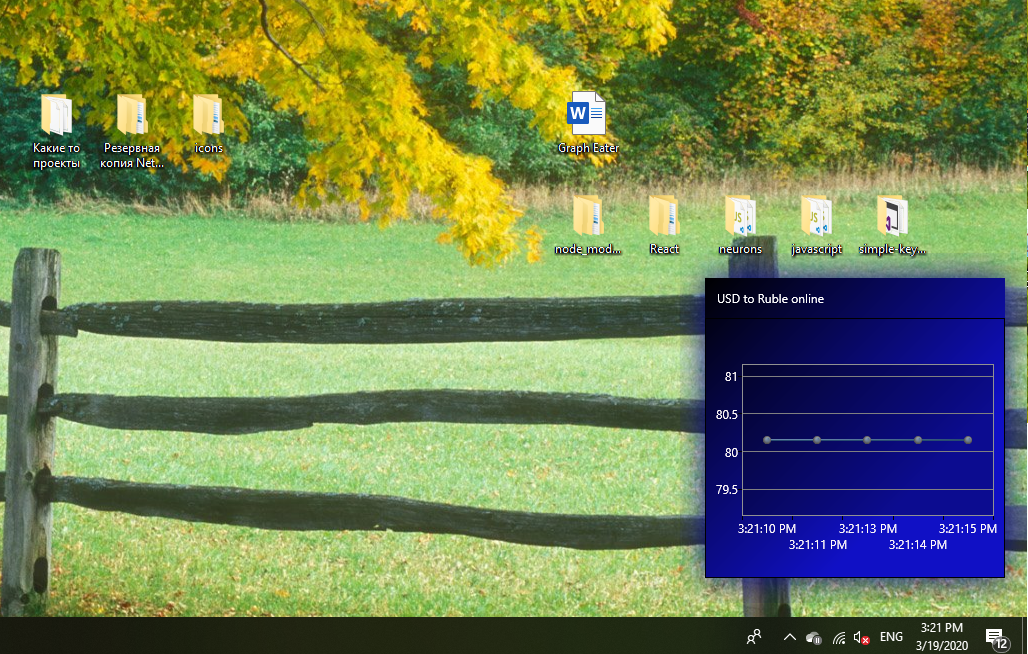 Какие то
проекты
Резервная
копия Net...
icons
W
Graph Eater
node_mod...
React
JS
neurons
JS
javascript
simple-key...
USD to Ruble online
81
80.5
80
79.5
3:21:10 PM
3:21:11 PM
3:21:13 PM
3:21:14 PM
3:21:15 PM
ENG
3:21 PM
3/19/2020
12